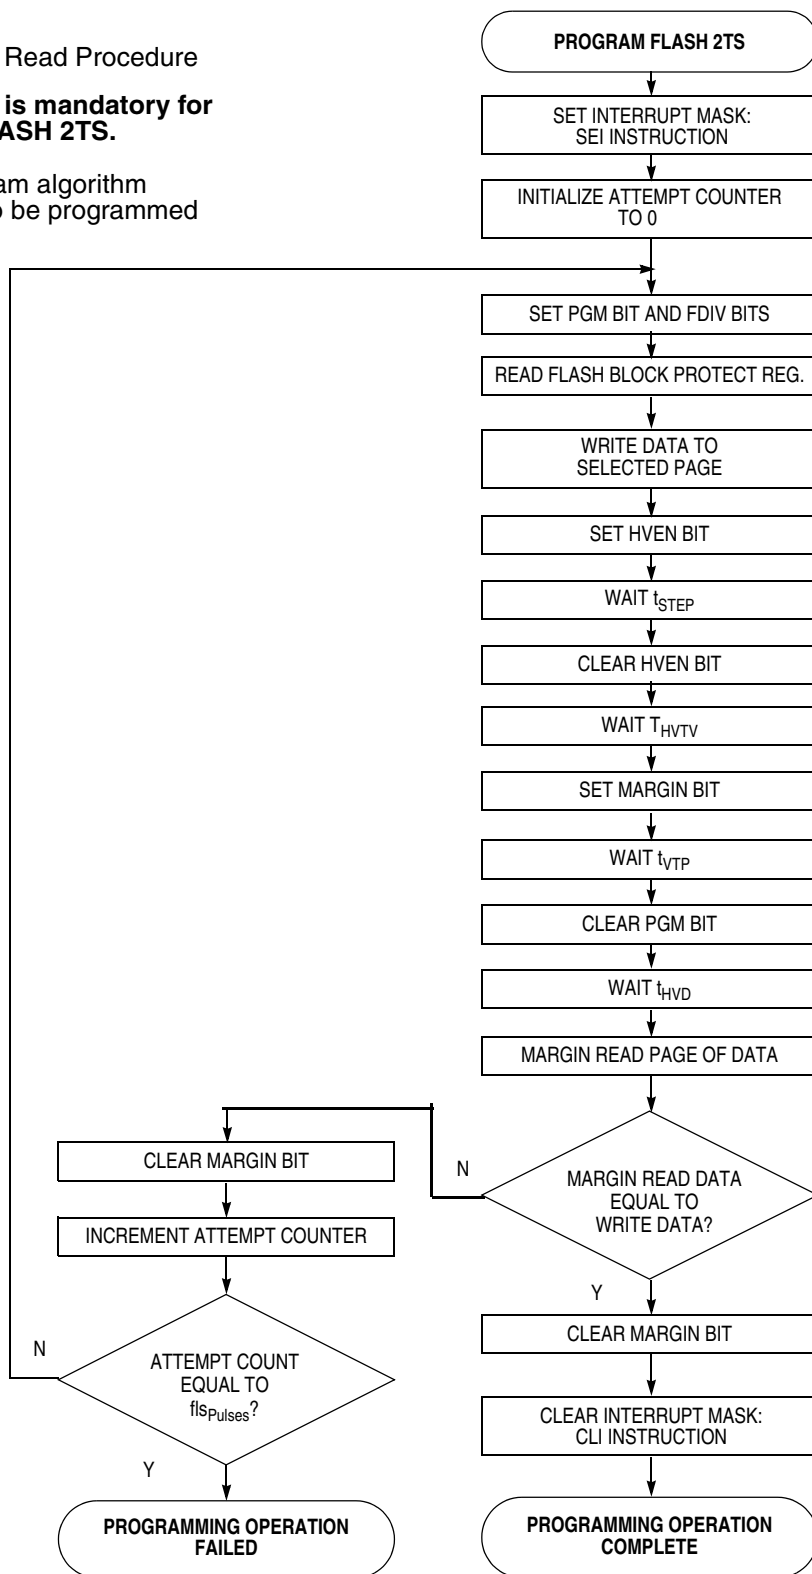 Read Procedure
is mandatory for
ASH 2TS.
am algorithm
o be programmed
PROGRAM FLASH 2TS
SET INTERRUPT MASK:
SEI INSTRUCTION
INITIALIZE ATTEMPT COUNTER
TO 0
SET PGM BIT AND FDIV BITS
READ FLASH BLOCK PROTECT REG.
WRITE DATA TO
SELECTED PAGE
SET HVEN BIT
WAIT tSTEP
CLEAR HVEN BIT
WAIT THVTV
SET MARGIN BIT
WAIT tVTP
CLEAR PGM BIT
WAIT tHVD
MARGIN READ PAGE OF DATA
MARGIN READ DATA
EQUAL TO
WRITE DATA?
N
CLEAR MARGIN BIT
INCREMENT ATTEMPT COUNTER
ATTEMPT COUNT
EQUAL TO
flsPulses?
N
Y
PROGRAMMING OPERATION
FAILED
Y
CLEAR MARGIN BIT
CLEAR INTERRUPT MASK:
CLI INSTRUCTION
PROGRAMMING OPERATION
COMPLETE